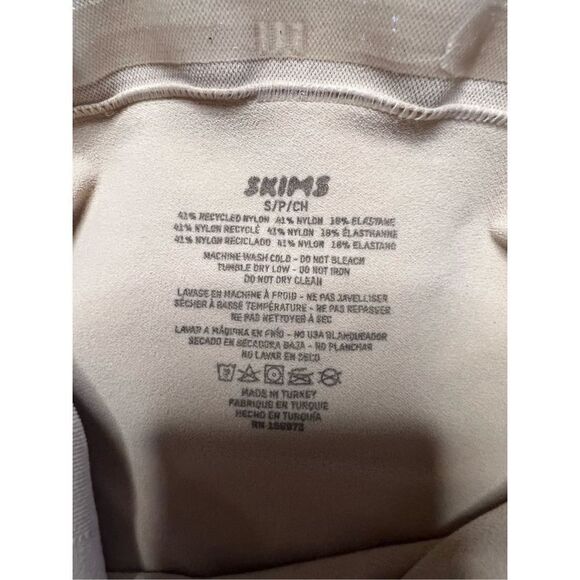 SKIMS
S/P/CH
41% RECYCLED NYLON 41% NYLON 18% ELASTANE
41% NYLON RECYCLÉ 41% NYLON 18% ÉLASTHANNE
41% NYLON RECICLADO 41% NYLON 18% ELASTANO
MACHINE WASH COLD - DO NOT BLEACH
TUMBLE DRY LOW - DO NOT IRON
DO NOT DRY CLEAN
LAVAGE EN MACHINE À FROID - NE PAS JAVELLISER
SÉCHER À BASSE TEMPÉRATURE - NE PAS REPASSER
NE PAS NETTOYER À SEC
LAVAR A MÁQUINA EN FRÍO - NO USA BLANQUEADOR
SECADO EN SECADORA BAJA - NO PLANCHAR
NO LAVAR EN SECO
MADE IN TURKEY
FABRIQUÉ EN TURQUIE
HECHO EN TURQUÍA
RN